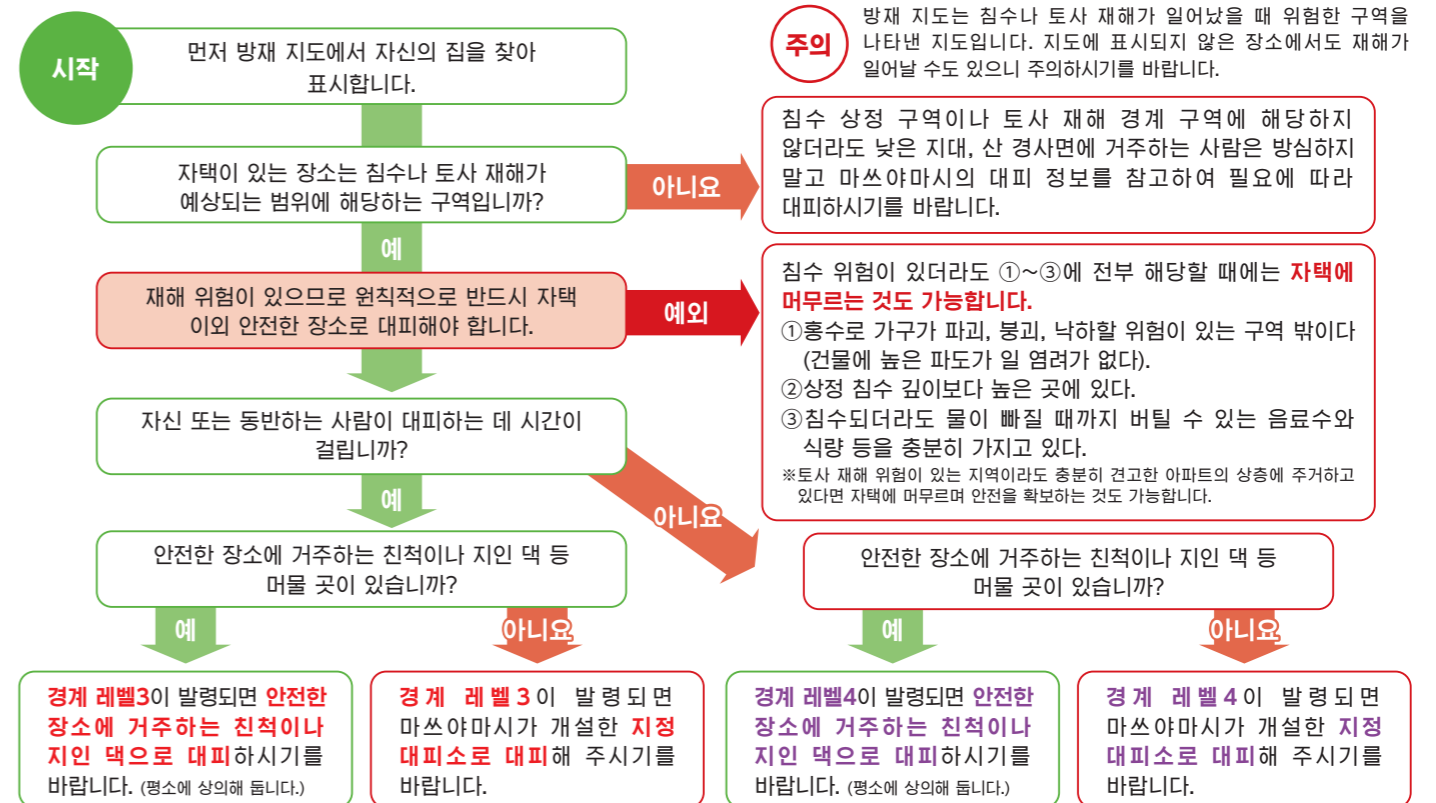 시작
먼저 방재 지도에서 자신의 집을 찾아
표시합니다.
주의
방재 지도는 침수나 토사 재해가 일어났을 때 위험한 구역을
나타낸 지도입니다. 지도에 표시되지 않은 장소에서도 재해가
일어날 수도 있으니 주의하시기를 바랍니다.
자택이 있는 장소는 침수나 토사 재해가
예상되는 범위에 해당하는 구역입니까?
아니요
침수 상정 구역이나 토사 재해 경계 구역에 해당하지
않더라도 낮은 지대, 산 경사면에 거주하는 사람은 방심하지
말고 마쓰야마시의 대피 정보를 참고하여 필요에 따라
대피하시기를 바랍니다.
예
재해 위험이 있으므로 원칙적으로 반드시 자택
이외 안전한 장소로 대피해야 합니다.
예외
침수 위험이 있더라도 ①~③에 전부 해당할 때에는 자택에
머무르는 것도 가능합니다.
①홍수로 가구가 파괴, 붕괴, 낙하할 위험이 있는 구역 밖이다
(건물에 높은 파도가 일 염려가 없다).
②상정 침수 깊이보다 높은 곳에 있다.
③침수되더라도 물이 빠질 때까지 버틸 수 있는 음료수와
식량 등을 충분히 가지고 있다.
※토사 재해 위험이 있는 지역이라도 충분히 견고한 아파트의 상층에 주거하고
있다면 자택에 머무르며 안전을 확보하는 것도 가능합니다.
자신 또는 동반하는 사람이 대피하는 데 시간이
걸립니까?
예
아니요
안전한 장소에 거주하는 친척이나 지인 댁 등
머물 곳이 있습니까?
안전한 장소에 거주하는 친척이나 지인 댁 등
머물 곳이 있습니까?
예
아니요
예
아니요
경계 레벨3이 발령되면 안전한
장소에 거주하는 친척이나
지인 댁으로 대피하시기를
바랍니다. (평소에 상의해 둡니다.)
경계 레벨3이 발령되면
마쓰야마시가 개설한 지정
대피소로 대피해 주시기를
바랍니다.
경계 레벨4이 발령되면 안전한
장소에 거주하는 친척이나
지인 댁으로 대피하시기를
바랍니다. (평소에 상의해 둡니다.)
경계 레벨4이 발령되면
마쓰야마시가 개설한 지정
대피소로 대피해 주시기를
바랍니다.